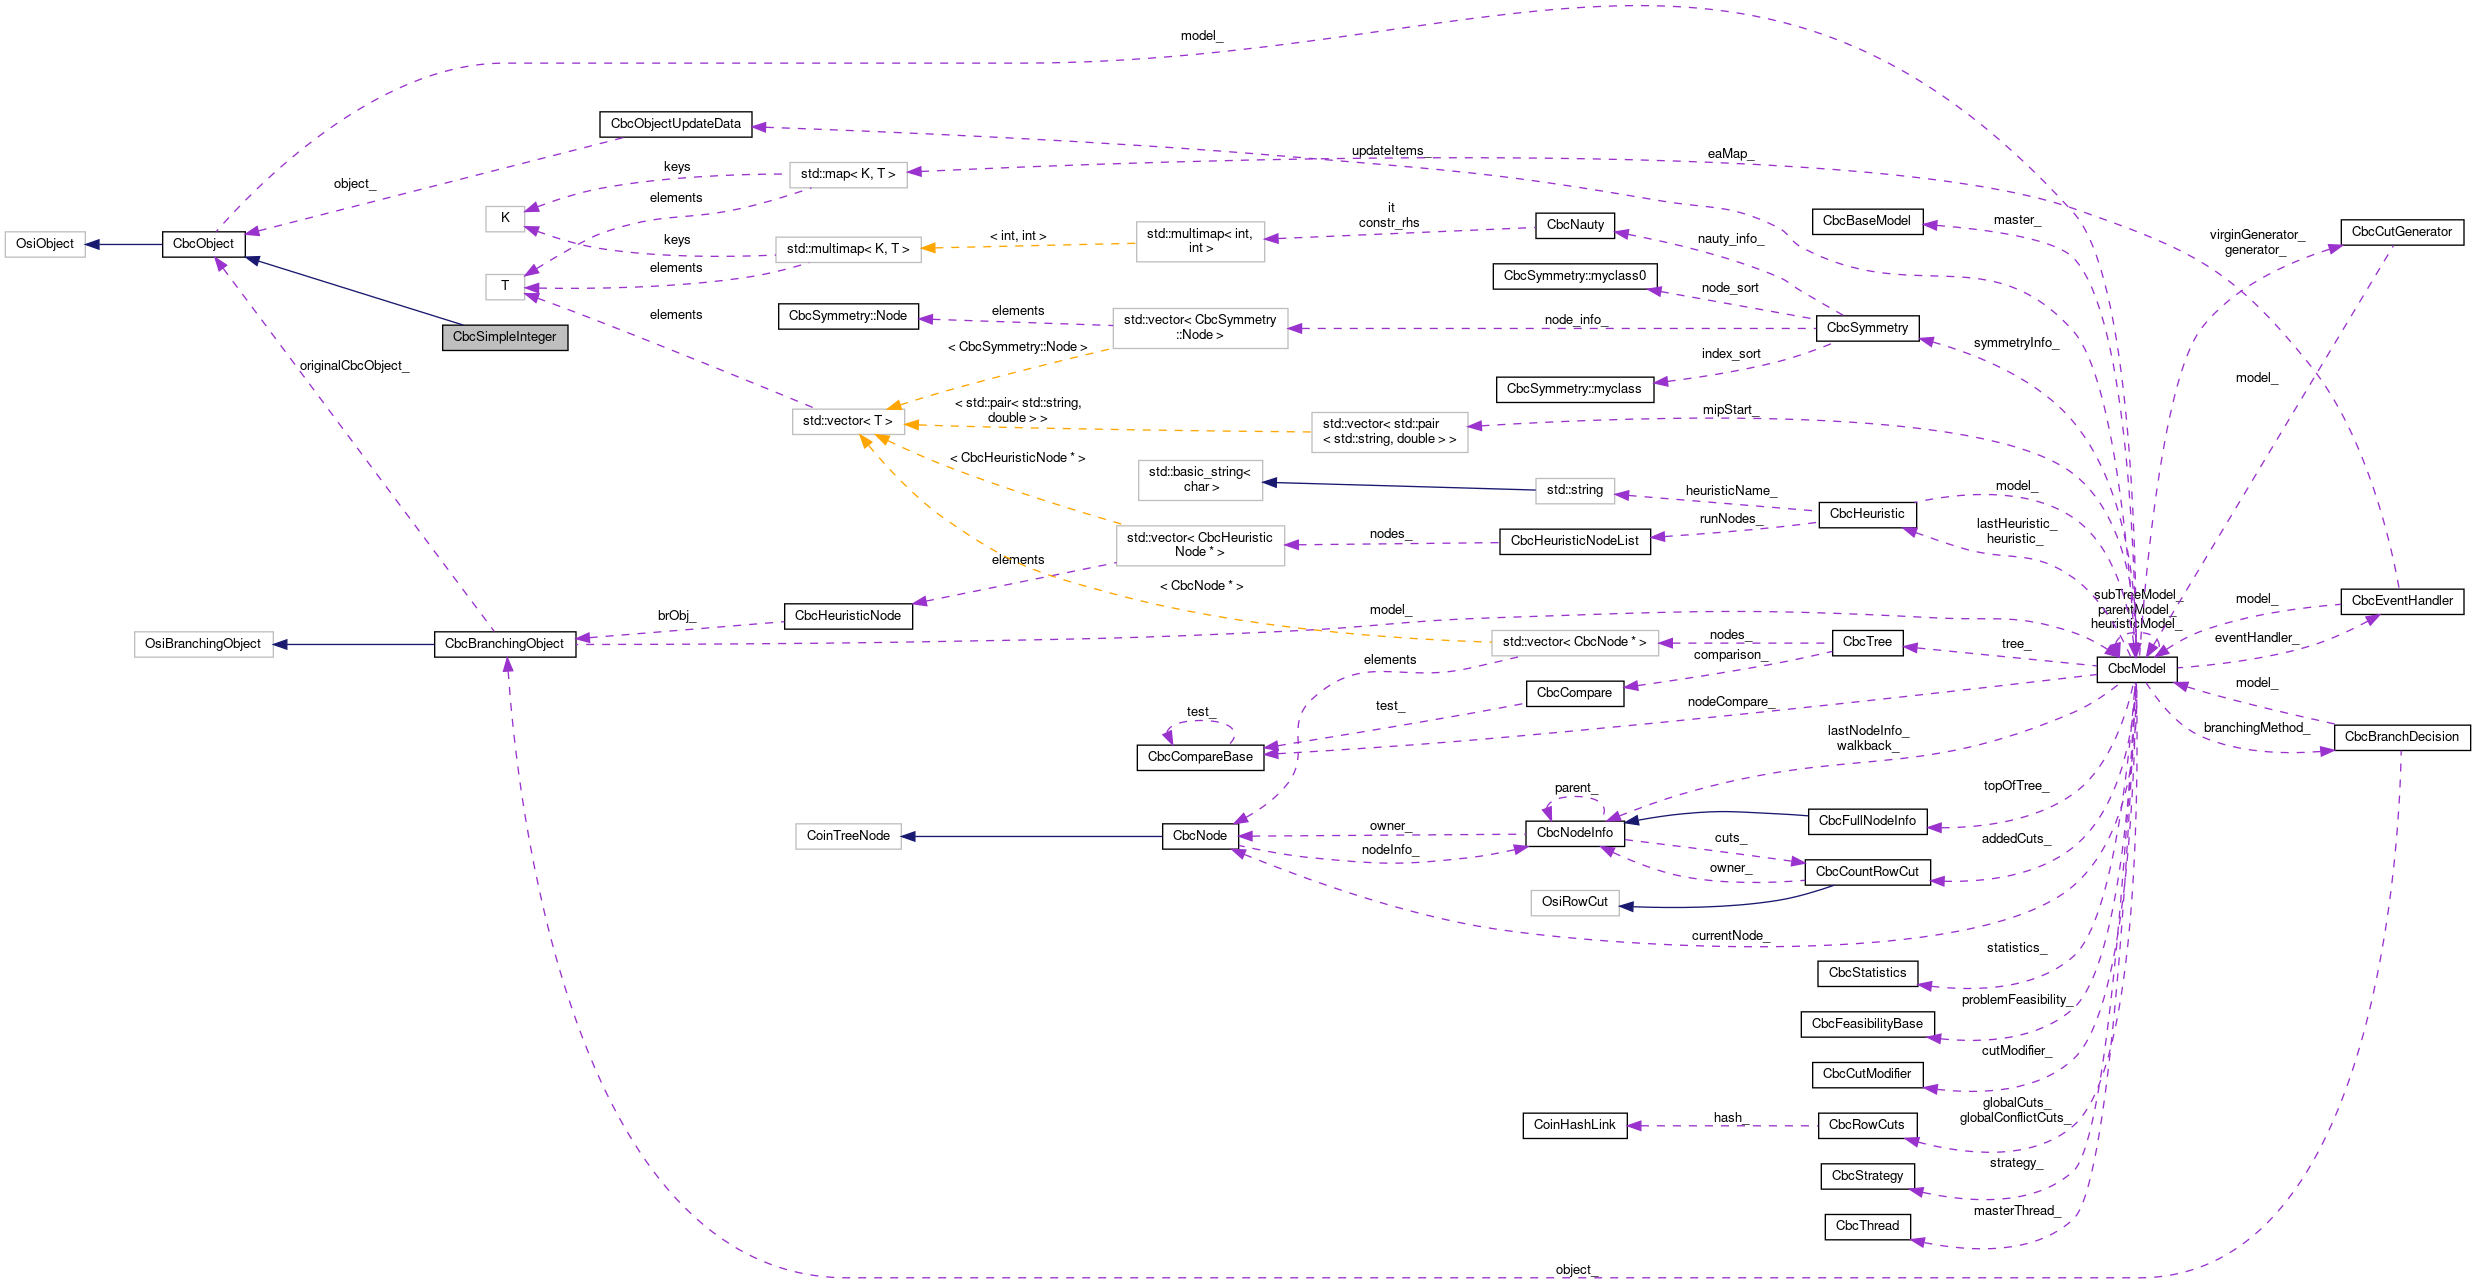 model_
CbcObjectUpdateData
updateItems_
eaMap_
keys
std::map< K, T >
object_
elements
K
it
constr_rhs
CbcNauty
CbcBaseModel
master_
OsiObject
CbcObject
keys
std::multimap< K, T >
< int, int >
std::multimap< int,
int >
nauty_info_
virginGenerator_
generator_
CbcCutGenerator
elements
T
CbcSymmetry::myclass0
node_sort
CbcSimpleInteger
elements
CbcSymmetry::Node
elements
std::vector< CbcSymmetry
::Node >
node_info_
CbcSymmetry
symmetryInfo_
< CbcSymmetry::Node >
index_sort
originalCbcObject_
CbcSymmetry::myclass
model_
std::vector< T >
< std::pair< std::string,
double > >
std::vector< std::pair
< std::string, double > >
mipStart_
< CbcHeuristicNode * >
std::basic_string<
char >
std::string
heuristicName_
model_
CbcHeuristic
runNodes_
lastHeuristic_
heuristic_
std::vector< CbcHeuristic
Node * >
nodes_
CbcHeuristicNodeList
elements
< CbcNode * >
subTreeModel_
parentModel_
heuristicModel_
model_
CbcEventHandler
brObj_
CbcHeuristicNode
model_
OsiBranchingObject
CbcBranchingObject
std::vector< CbcNode * >
nodes_
CbcTree
tree_
eventHandler_
elements
comparison_
CbcModel
CbcCompare
model_
test_
test_
nodeCompare_
CbcCompareBase
lastNodeInfo_
walkback_
branchingMethod_
CbcBranchDecision
parent_
topOfTree_
CoinTreeNode
CbcNode
owner_
nodeInfo_
CbcNodeInfo
CbcFullNodeInfo
cuts_
addedCuts_
owner_
CbcCountRowCut
OsiRowCut
currentNode_
statistics_
CbcStatistics
problemFeasibility_
CbcFeasibilityBase
cutModifier_
CbcCutModifier
globalCuts_
globalConflictCuts_
CoinHashLink
hash_
CbcRowCuts
strategy_
CbcStrategy
masterThread_
CbcThread
object_